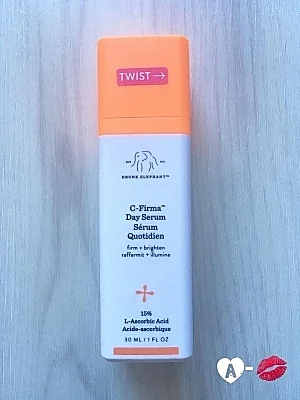 TWIST →
DRUNK ELEPHANT™
C-Firma™
Day Serum
Sérum
Quotidien
firm + brighten
raffermit + illumine
15%
L-Ascorbic Acid
Acide-ascorbique
30 ML / 1 FL OZ
A-